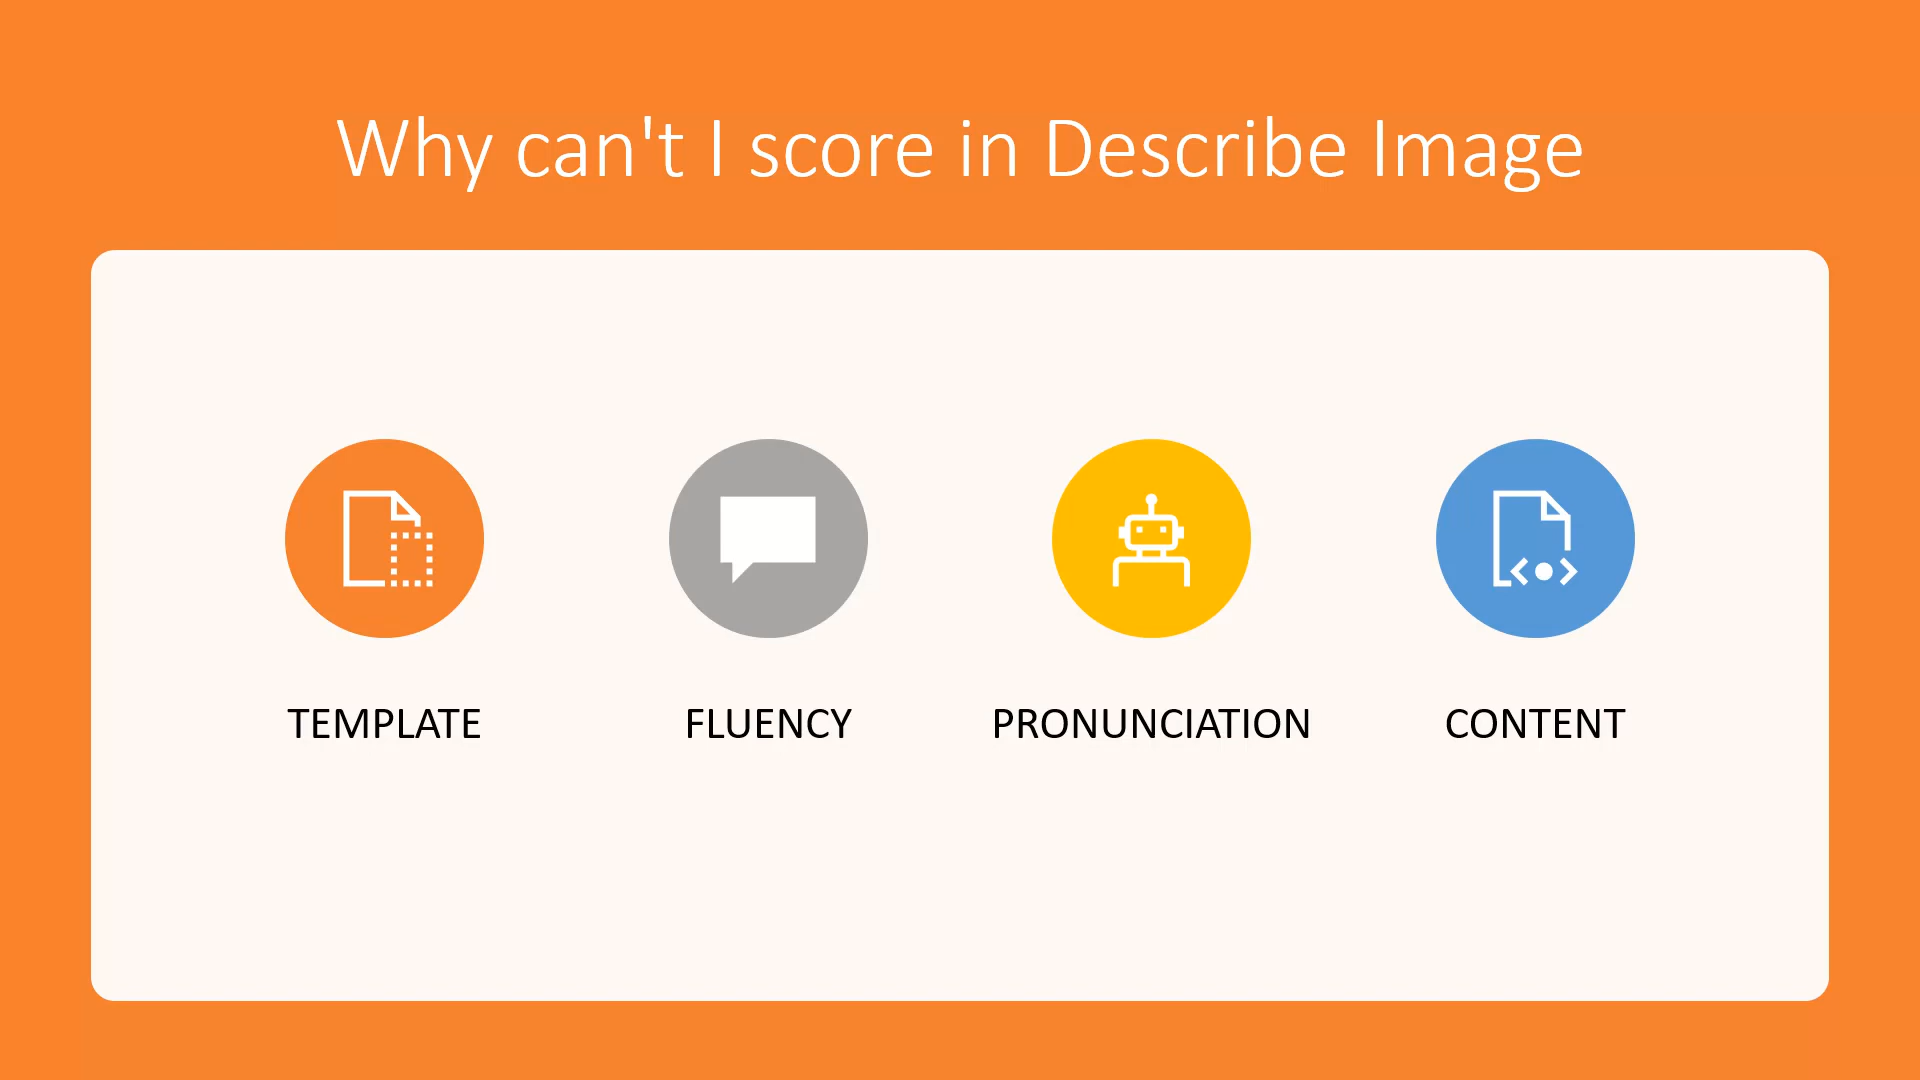 Why can't I score in Describe Image
TEMPLATE
FLUENCY
PRONUNCIATION
CONTENT